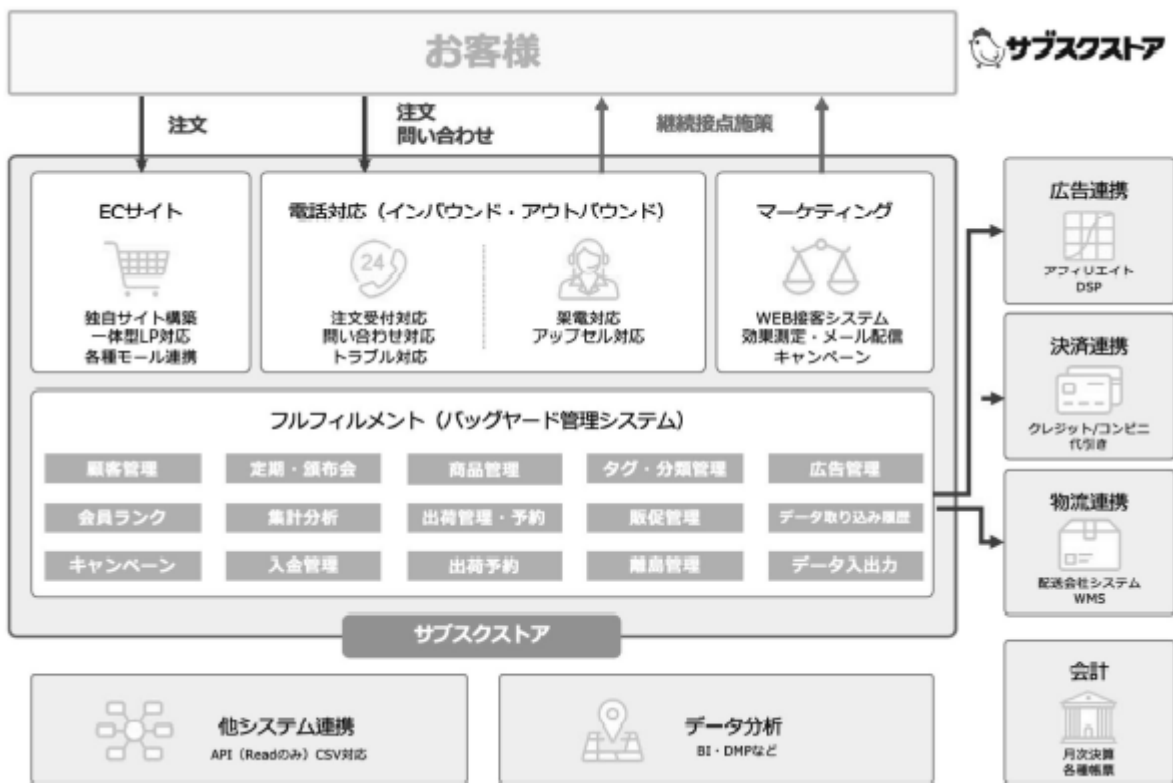 お客様
サブスクストア
注文
注文
問い合わせ
継続接点施策
ECサイト
独自サイト構築
一体型LP対応
各種モール連携
電話対応（インバウンド・アウトバウンド）
24
注文受付対応
問い合わせ対応
トラブル対応
架電対応
アップセル対応
マーケティング
WEB接客システム
効果測定・メール配信
キャンペーン
フルフィルメント（バッグヤード管理システム）
顧客管理
定期・頒布会
商品管理
タグ・分類管理
広告管理
会員ランク
集計分析
出荷管理・予約
販促管理
データ取り込み履歴
キャンペーン
入金管理
出荷予約
離島管理
データ入出力
サブスクストア
広告連携
アフィリエイト
DSP
決済連携
クレジット/コンビニ
代引き
物流連携
配送会社システム
WMS
会計
月次決算
各種帳票
他システム連携
API（Readのみ）CSV対応
データ分析
BI・DMPなど